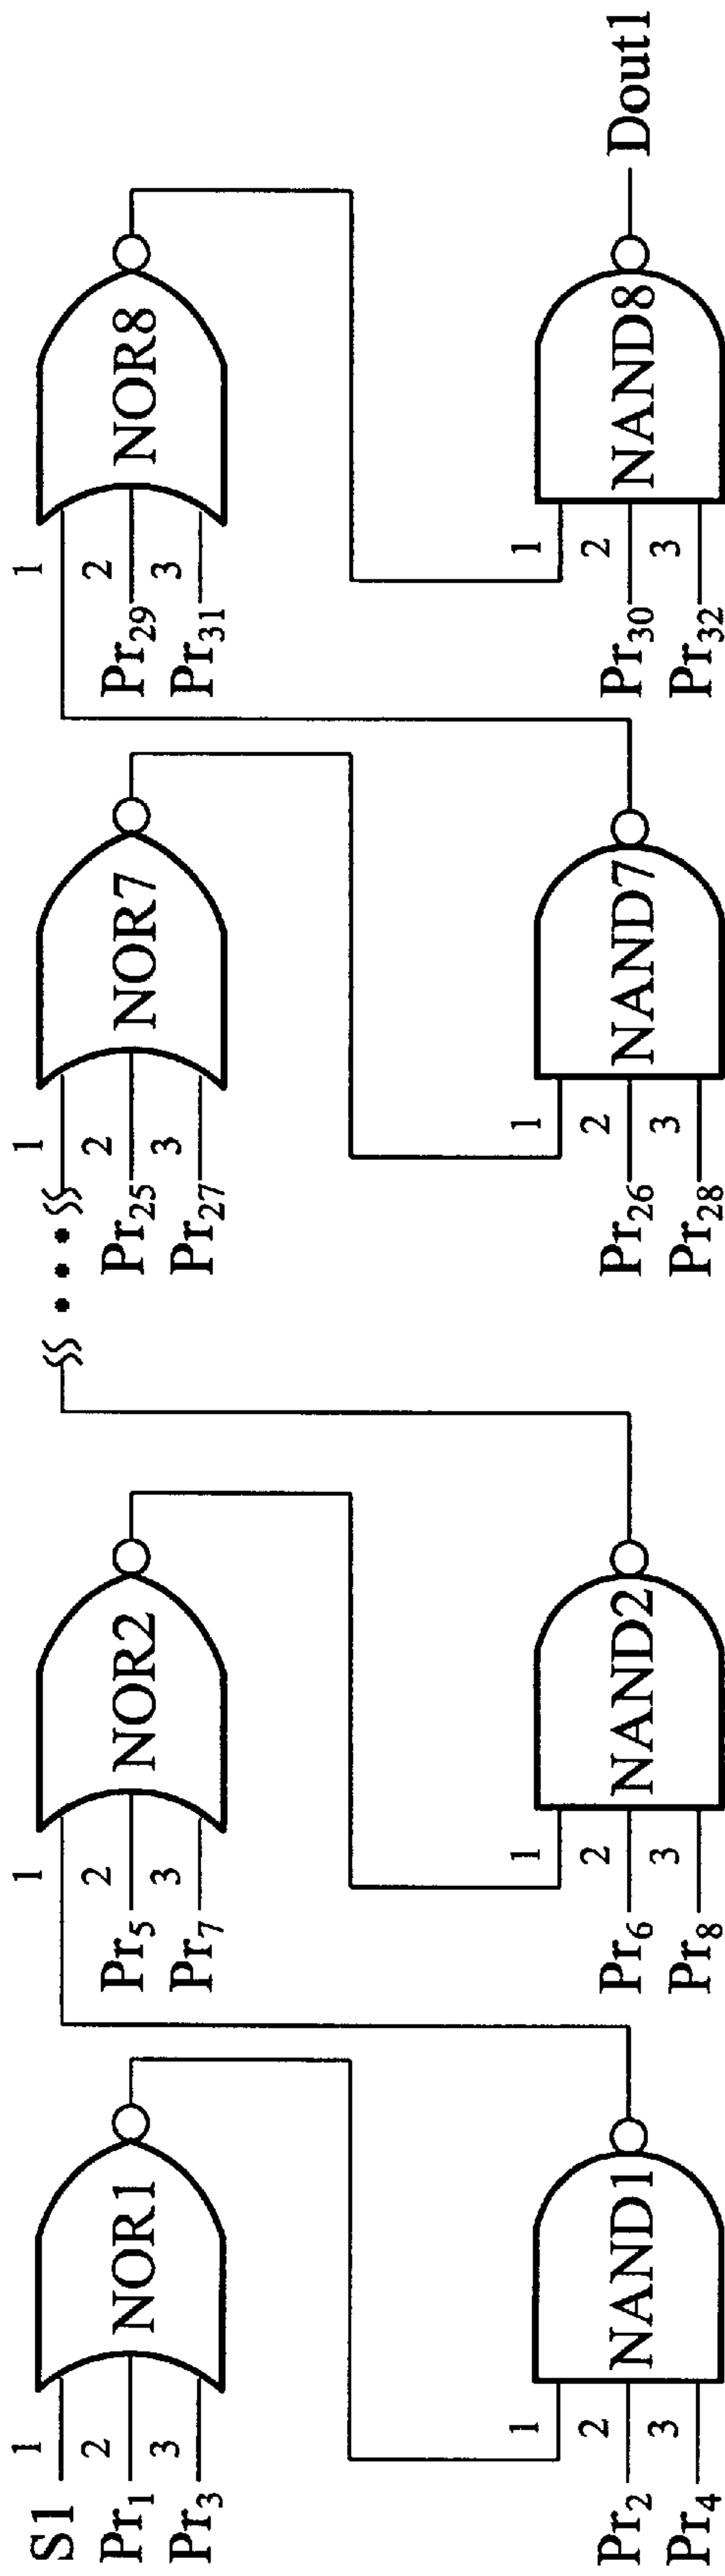 S1 1
Pr1 2
Pr3 3
NOR1
1
Pr2 2
Pr4 3
NAND1
1
Pr5 2
Pr7 3
NOR2
1
Pr6 2
Pr8 3
NAND2
1
Pr25 2
Pr27 3
NOR7
1
Pr26 2
Pr28 3
NAND7
1
Pr29 2
Pr31 3
NOR8
1
Pr30 2
Pr32 3
NAND8
Dout1